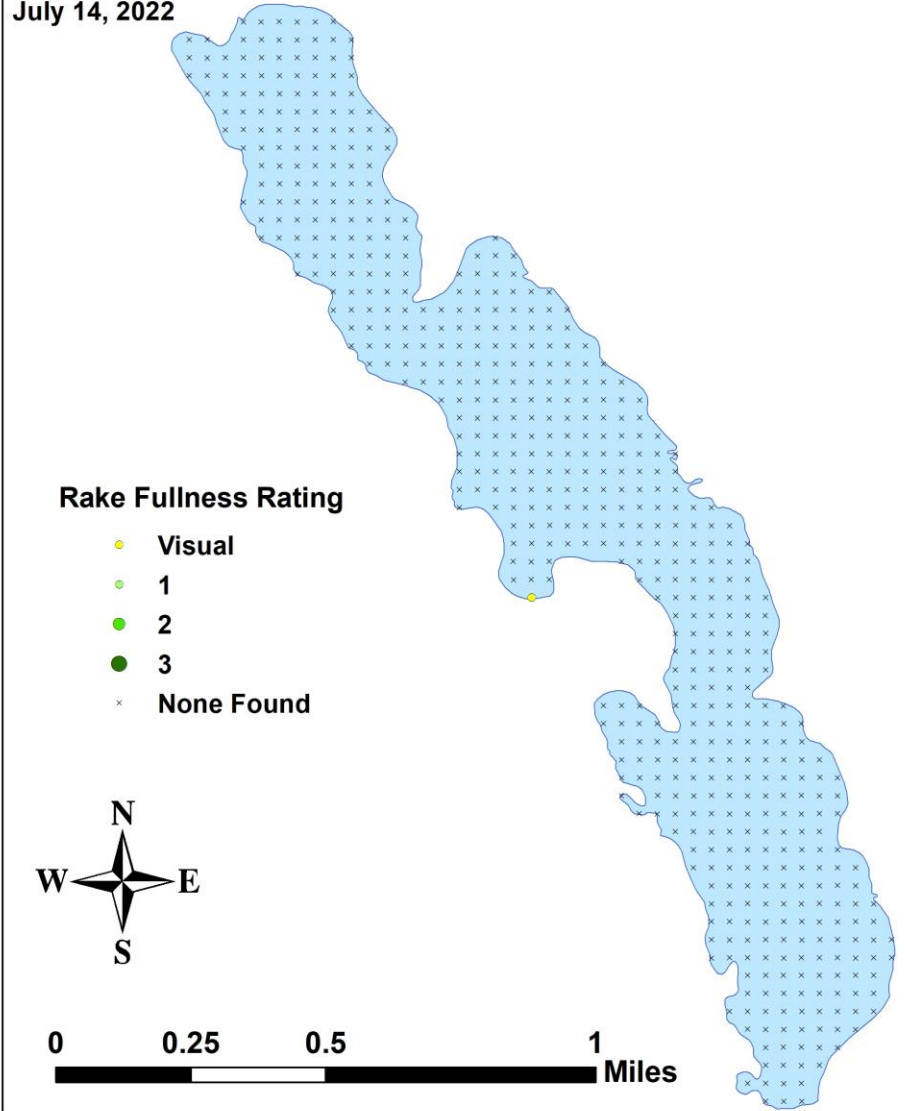 July 14, 2022
Rake Fullness Rating
Visual
1
2
3
None Found
N
W E
S
0 0.25 0.5 1
Miles